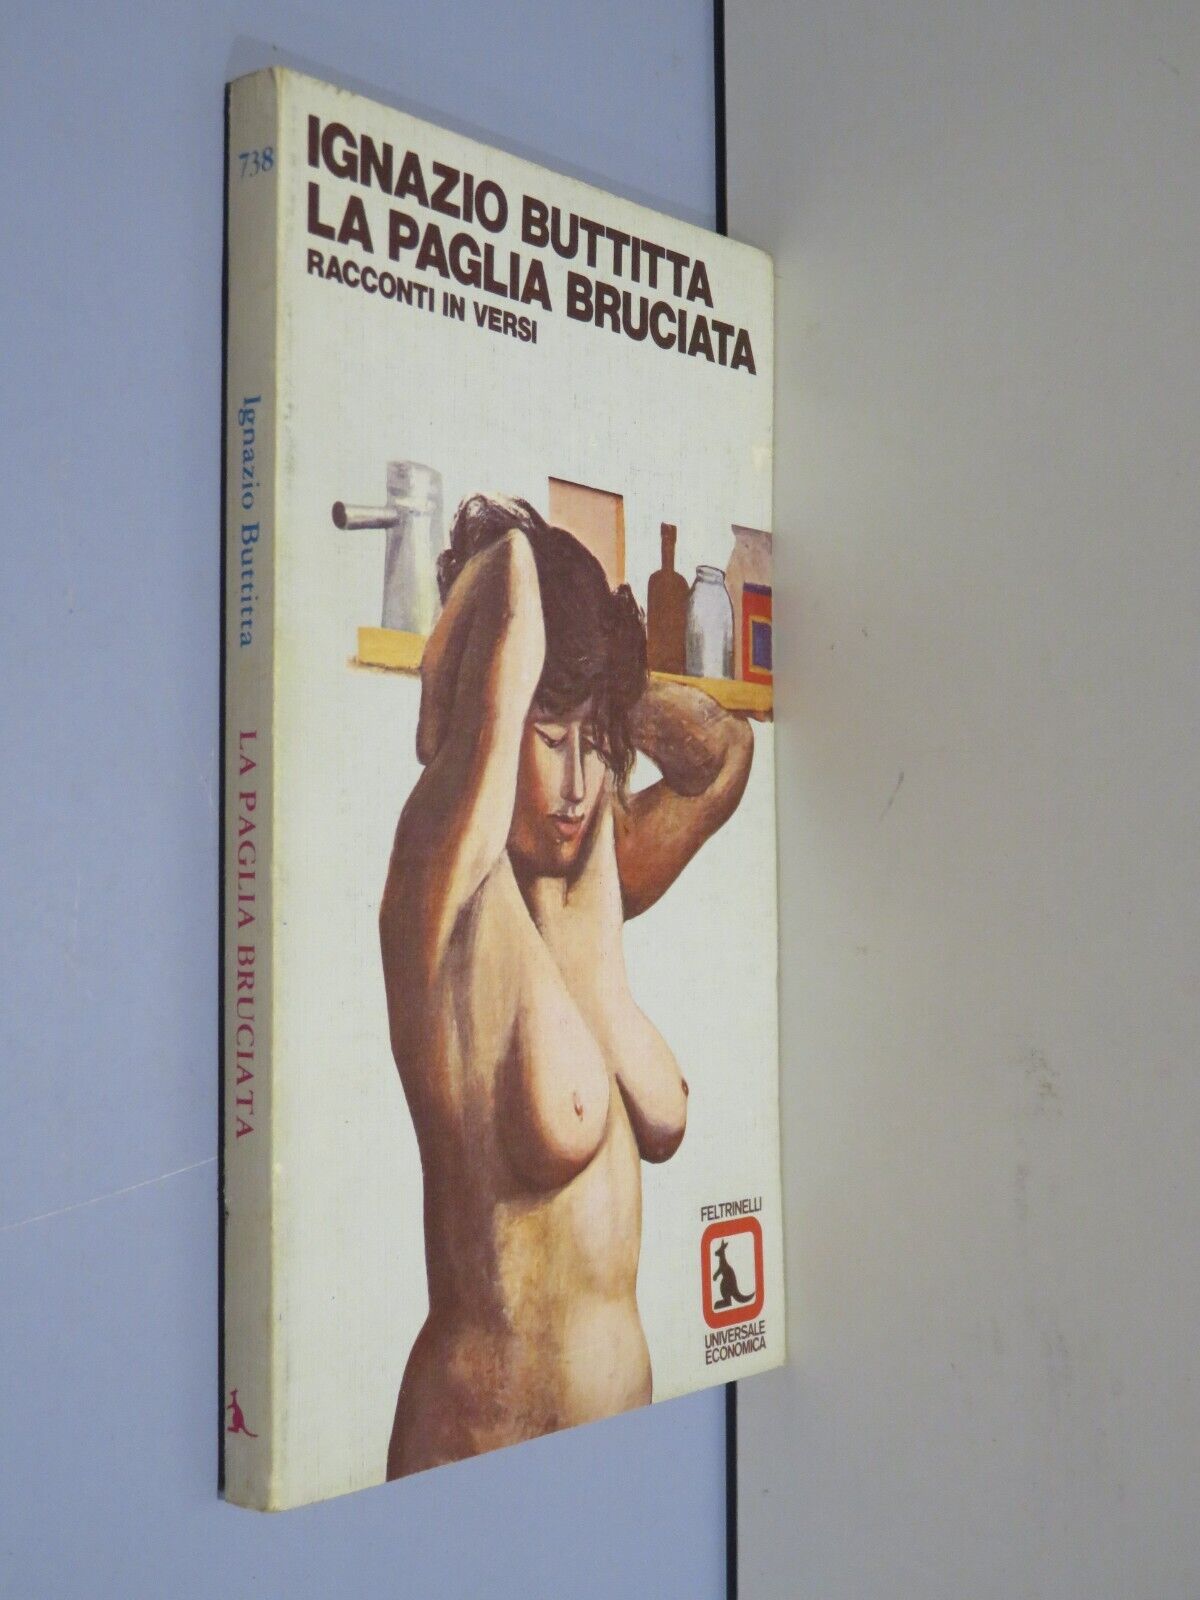 738
Ignazio Buttitta
LA PAGLIA BRUCIATA
IGNAZIO BUTTITTA
LA PAGLIA BRUCIATA
RACCONTI IN VERSI
FELTRINELLI
UNIVERSALE
ECONOMICA